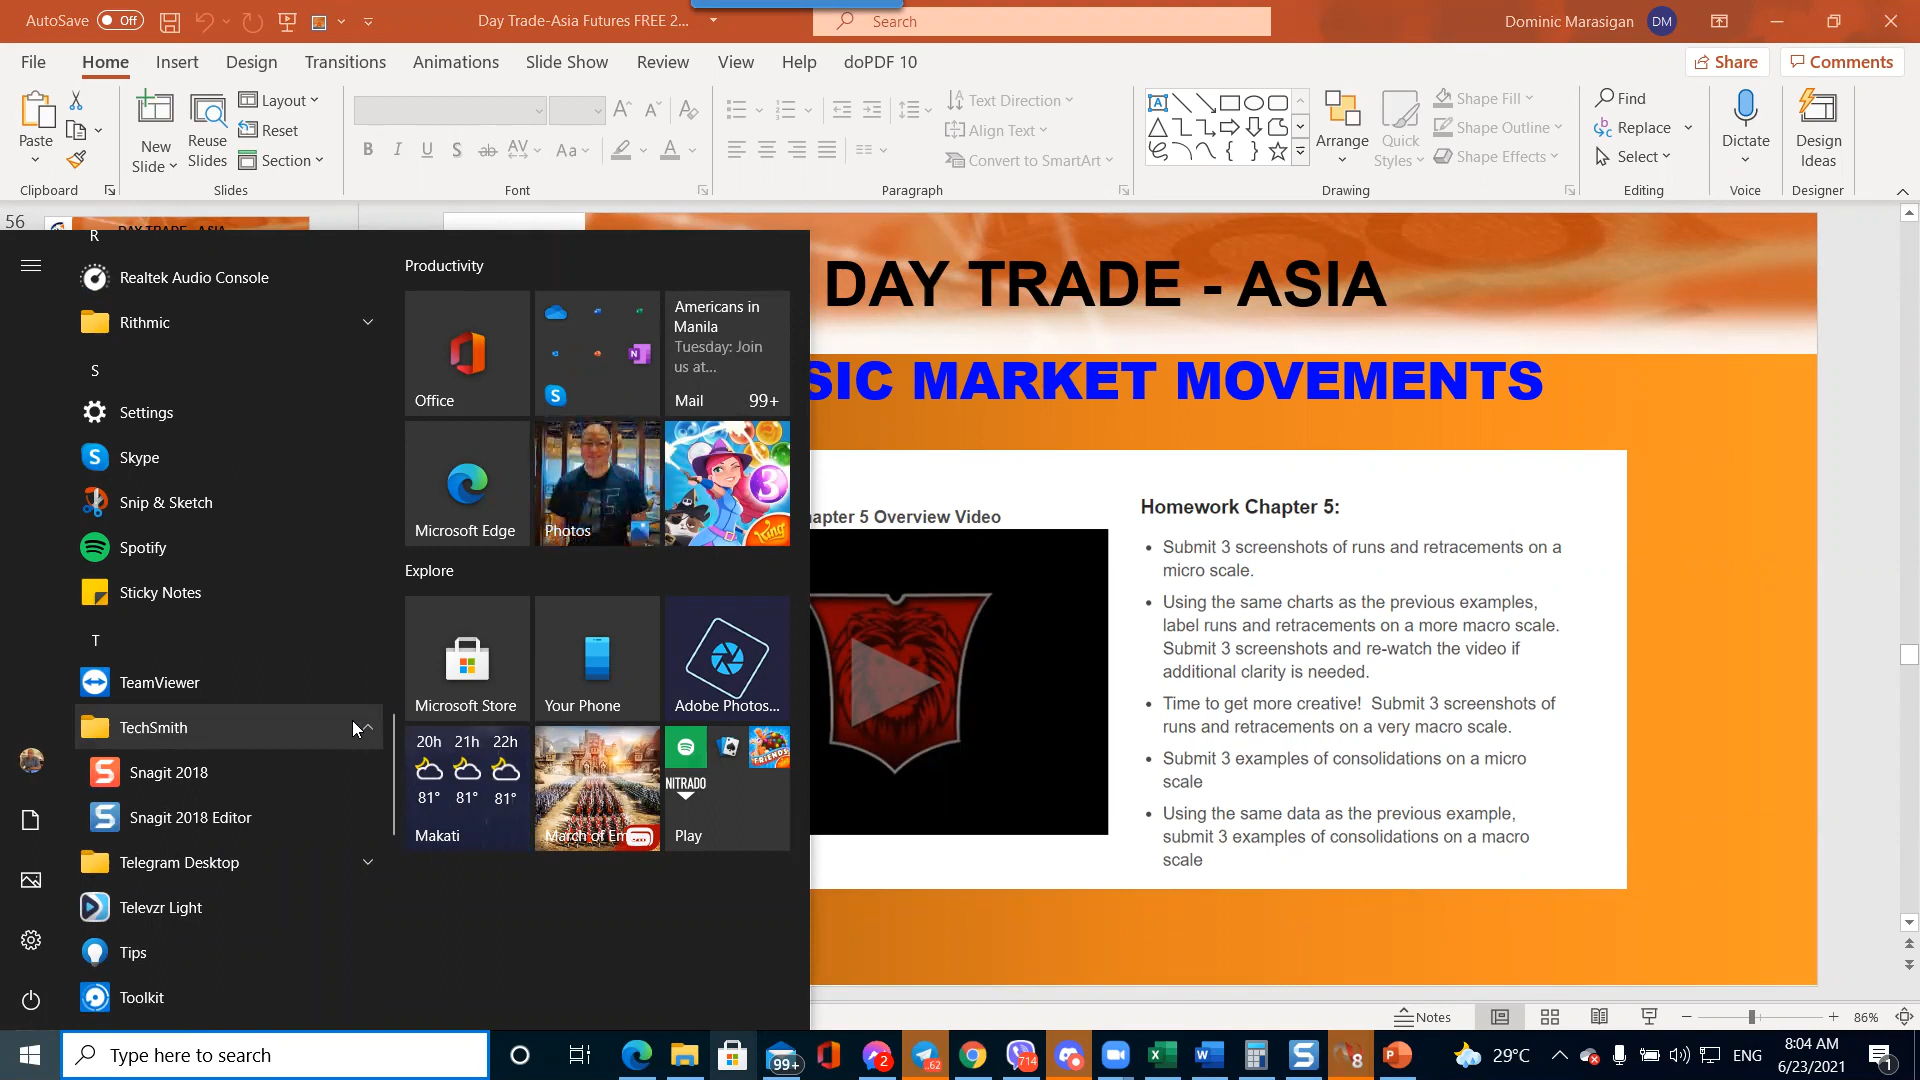 AutoSave Off
Day Trade-Asia Futures FREE 2...
Search
Dominic Marasigan DM
File Home Insert Design Transitions Animations Slide Show Review View Help doPDF 10
Share Comments
Paste
New Slide
Reuse Slides
Layout
Reset
Section
B I U S ab AV Aa A
Text Direction
Align Text
Convert to SmartArt
Arrange
Quick Styles
Shape Fill
Shape Outline
Shape Effects
Find
Replace
Select
Dictate
Design Ideas
Clipboard Slides Font Paragraph Drawing Editing Voice Designer
56
DAY TRADE - ASIA
SIC MARKET MOVEMENTS
apter 5 Overview Video
Homework Chapter 5:
• Submit 3 screenshots of runs and retracements on a
micro scale.
• Using the same charts as the previous examples,
label runs and retracements on a more macro scale.
Submit 3 screenshots and re-watch the video if
additional clarity is needed.
• Time to get more creative! Submit 3 screenshots of
runs and retracements on a very macro scale.
• Submit 3 examples of consolidations on a micro
scale
• Using the same data as the previous example,
submit 3 examples of consolidations on a macro
scale
R
Realtek Audio Console
Rithmic
S
Settings
Skype
Snip & Sketch
Spotify
Sticky Notes
T
TeamViewer
TechSmith
Snagit 2018
Snagit 2018 Editor
Telegram Desktop
Televzr Light
Tips
Toolkit
Productivity
Office
Americans in
Manila
Tuesday: Join
us at...
Mail 99+
Microsoft Edge
Photos
3
King
Explore
Microsoft Store
Your Phone
Adobe Photos...
20h 21h 22h
81° 81° 81°
Makati
March of Em
FRIENDS
NITRADO
Play
Notes
86%
Type here to search
99+
2
62
714
8
29°C
ENG
8:04 AM
6/23/2021
1